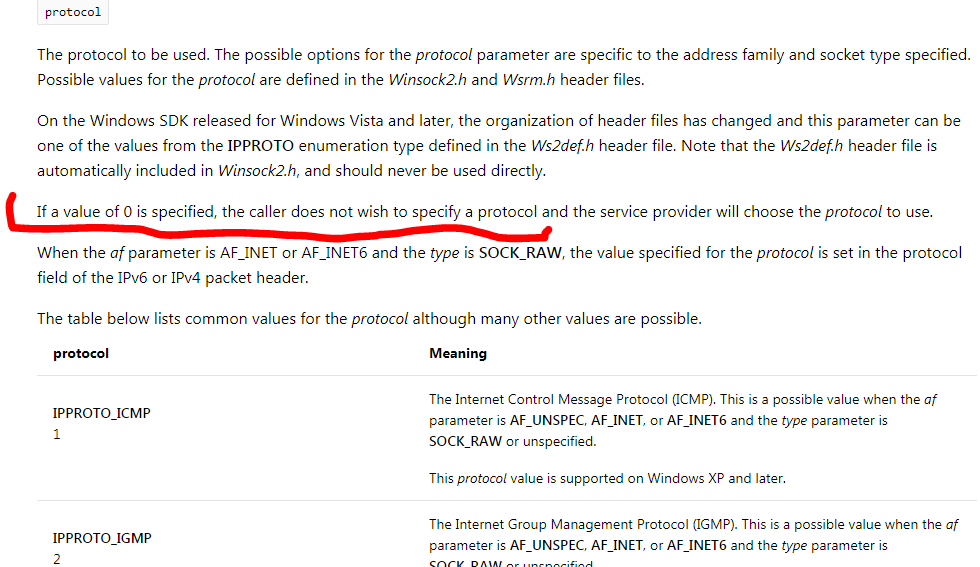 protocol
The protocol to be used. The possible options for the protocol parameter are specific to the address family and socket type specified.
Possible values for the protocol are defined in the Winsock2.h and Wsrm.h header files.
On the Windows SDK released for Windows Vista and later, the organization of header files has changed and this parameter can be
one of the values from the IPPROTO enumeration type defined in the Ws2def.h header file. Note that the Ws2def.h header file is
automatically included in Winsock2.h, and should never be used directly.
If a value of 0 is specified, the caller does not wish to specify a protocol and the service provider will choose the protocol to use.
When the af parameter is AF_INET or AF_INET6 and the type is SOCK_RAW, the value specified for the protocol is set in the protocol
field of the IPv6 or IPv4 packet header.
The table below lists common values for the protocol although many other values are possible.
protocol Meaning
IPPROTO_ICMP
1
The Internet Control Message Protocol (ICMP). This is a possible value when the af
parameter is AF_UNSPEC, AF_INET, or AF_INET6 and the type parameter is
SOCK_RAW or unspecified.
This protocol value is supported on Windows XP and later.
IPPROTO_IGMP
2
The Internet Group Management Protocol (IGMP). This is a possible value when the af
parameter is AF_UNSPEC, AF_INET, or AF_INET6 and the type parameter is
SOCK_RAW or unspecified.